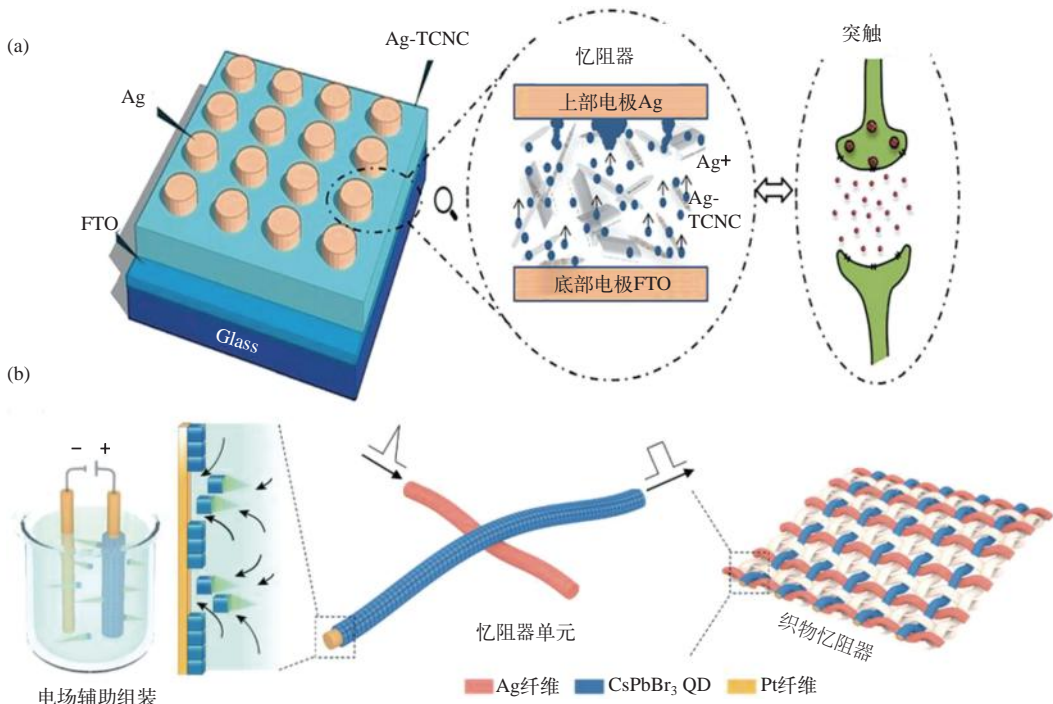 (a)
Ag-TCNC
Ag
FTO
Glass
忆阻器
上部电极Ag
Ag+
Ag-
TCNC
底部电极FTO
突触
(b)
− +
电场辅助组装
忆阻器单元
织物忆阻器
Ag纤维 CsPbBr₃ QD Pt纤维